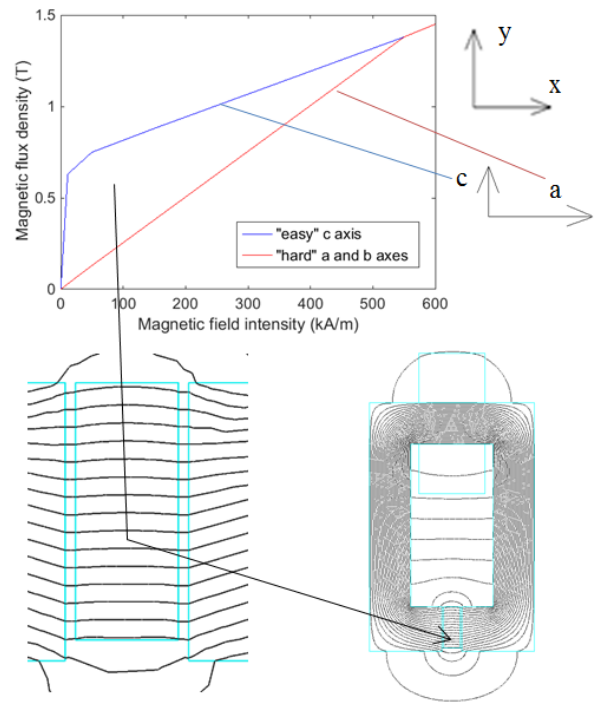 1.5
1
0.5
0
Magnetic flux density (T)
0 100 200 300 400 500 600
Magnetic field intensity (kA/m)
"easy" c axis
"hard" a and b axes
c
a
y
x